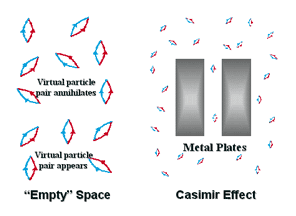 Virtual particle
pair annihilates
Virtual particle
pair appears
“Empty” Space
Metal Plates
Casimir Effect